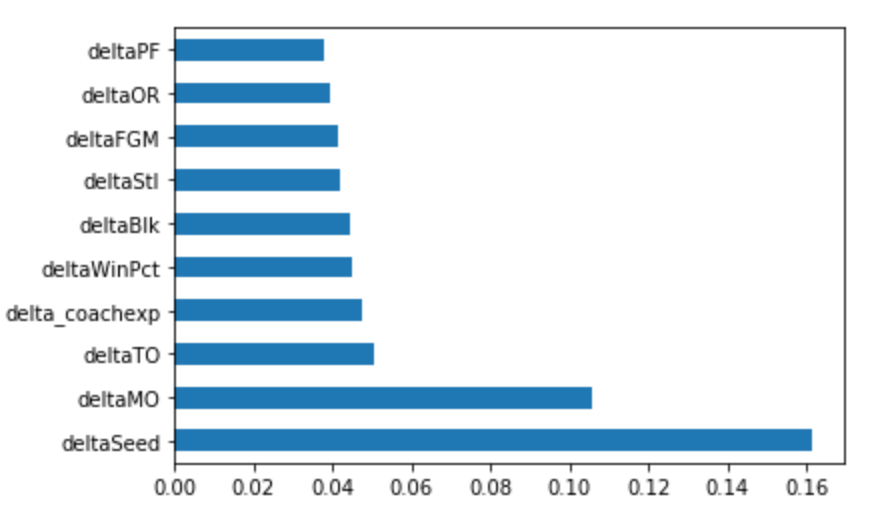 deltaPF
deltaOR
deltaFGM
deltaStl
deltaBlk
deltaWinPct
delta_coachexp
deltaTO
deltaMO
deltaSeed
0.00 0.02 0.04 0.06 0.08 0.10 0.12 0.14 0.16